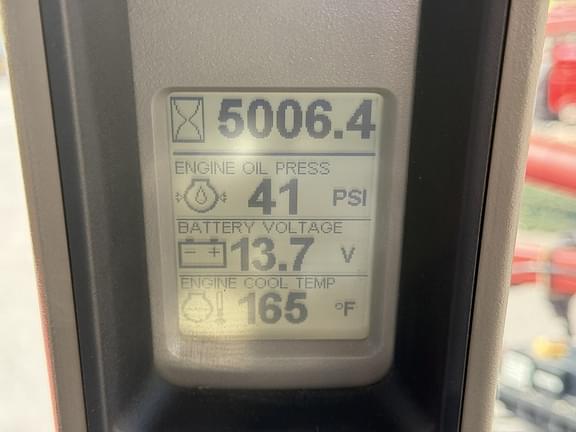 5006.4
ENGINE OIL PRESS
41 PSI
BATTERY VOLTAGE
13.7 V
ENGINE COOL TEMP
165 °F